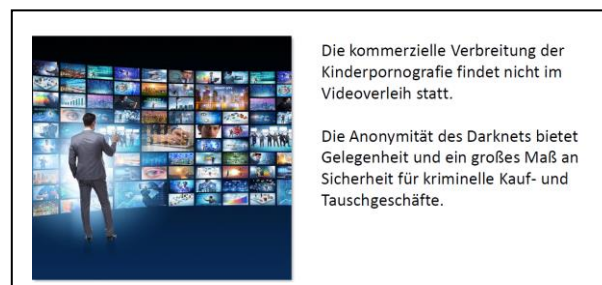 Die kommerzielle Verbreitung der
Kinderpornografie findet nicht im
Videoverleih statt.
Die Anonymität des Darknets bietet
Gelegenheit und ein großes Maß an
Sicherheit für kriminelle Kauf- und
Tauschgeschäfte.